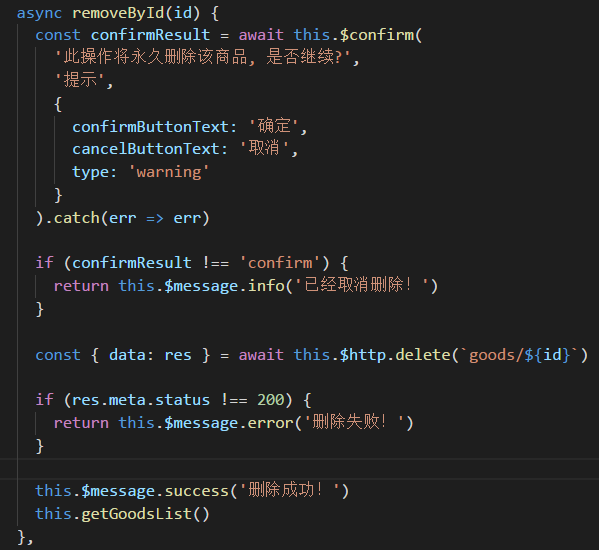 async removeById(id) {
const confirmResult = await this.$confirm(
'此操作将永久删除该商品, 是否继续?',
'提示',
{
confirmButtonText: '确定',
cancelButtonText: '取消',
type: 'warning'
}
).catch(err => err)
if (confirmResult !== 'confirm') {
return this.$message.info('已经取消删除！')
}
const { data: res } = await this.$http.delete(`goods/${id}`)
if (res.meta.status !== 200) {
return this.$message.error('删除失败！')
}
this.$message.success('删除成功！')
this.getGoodsList()
},